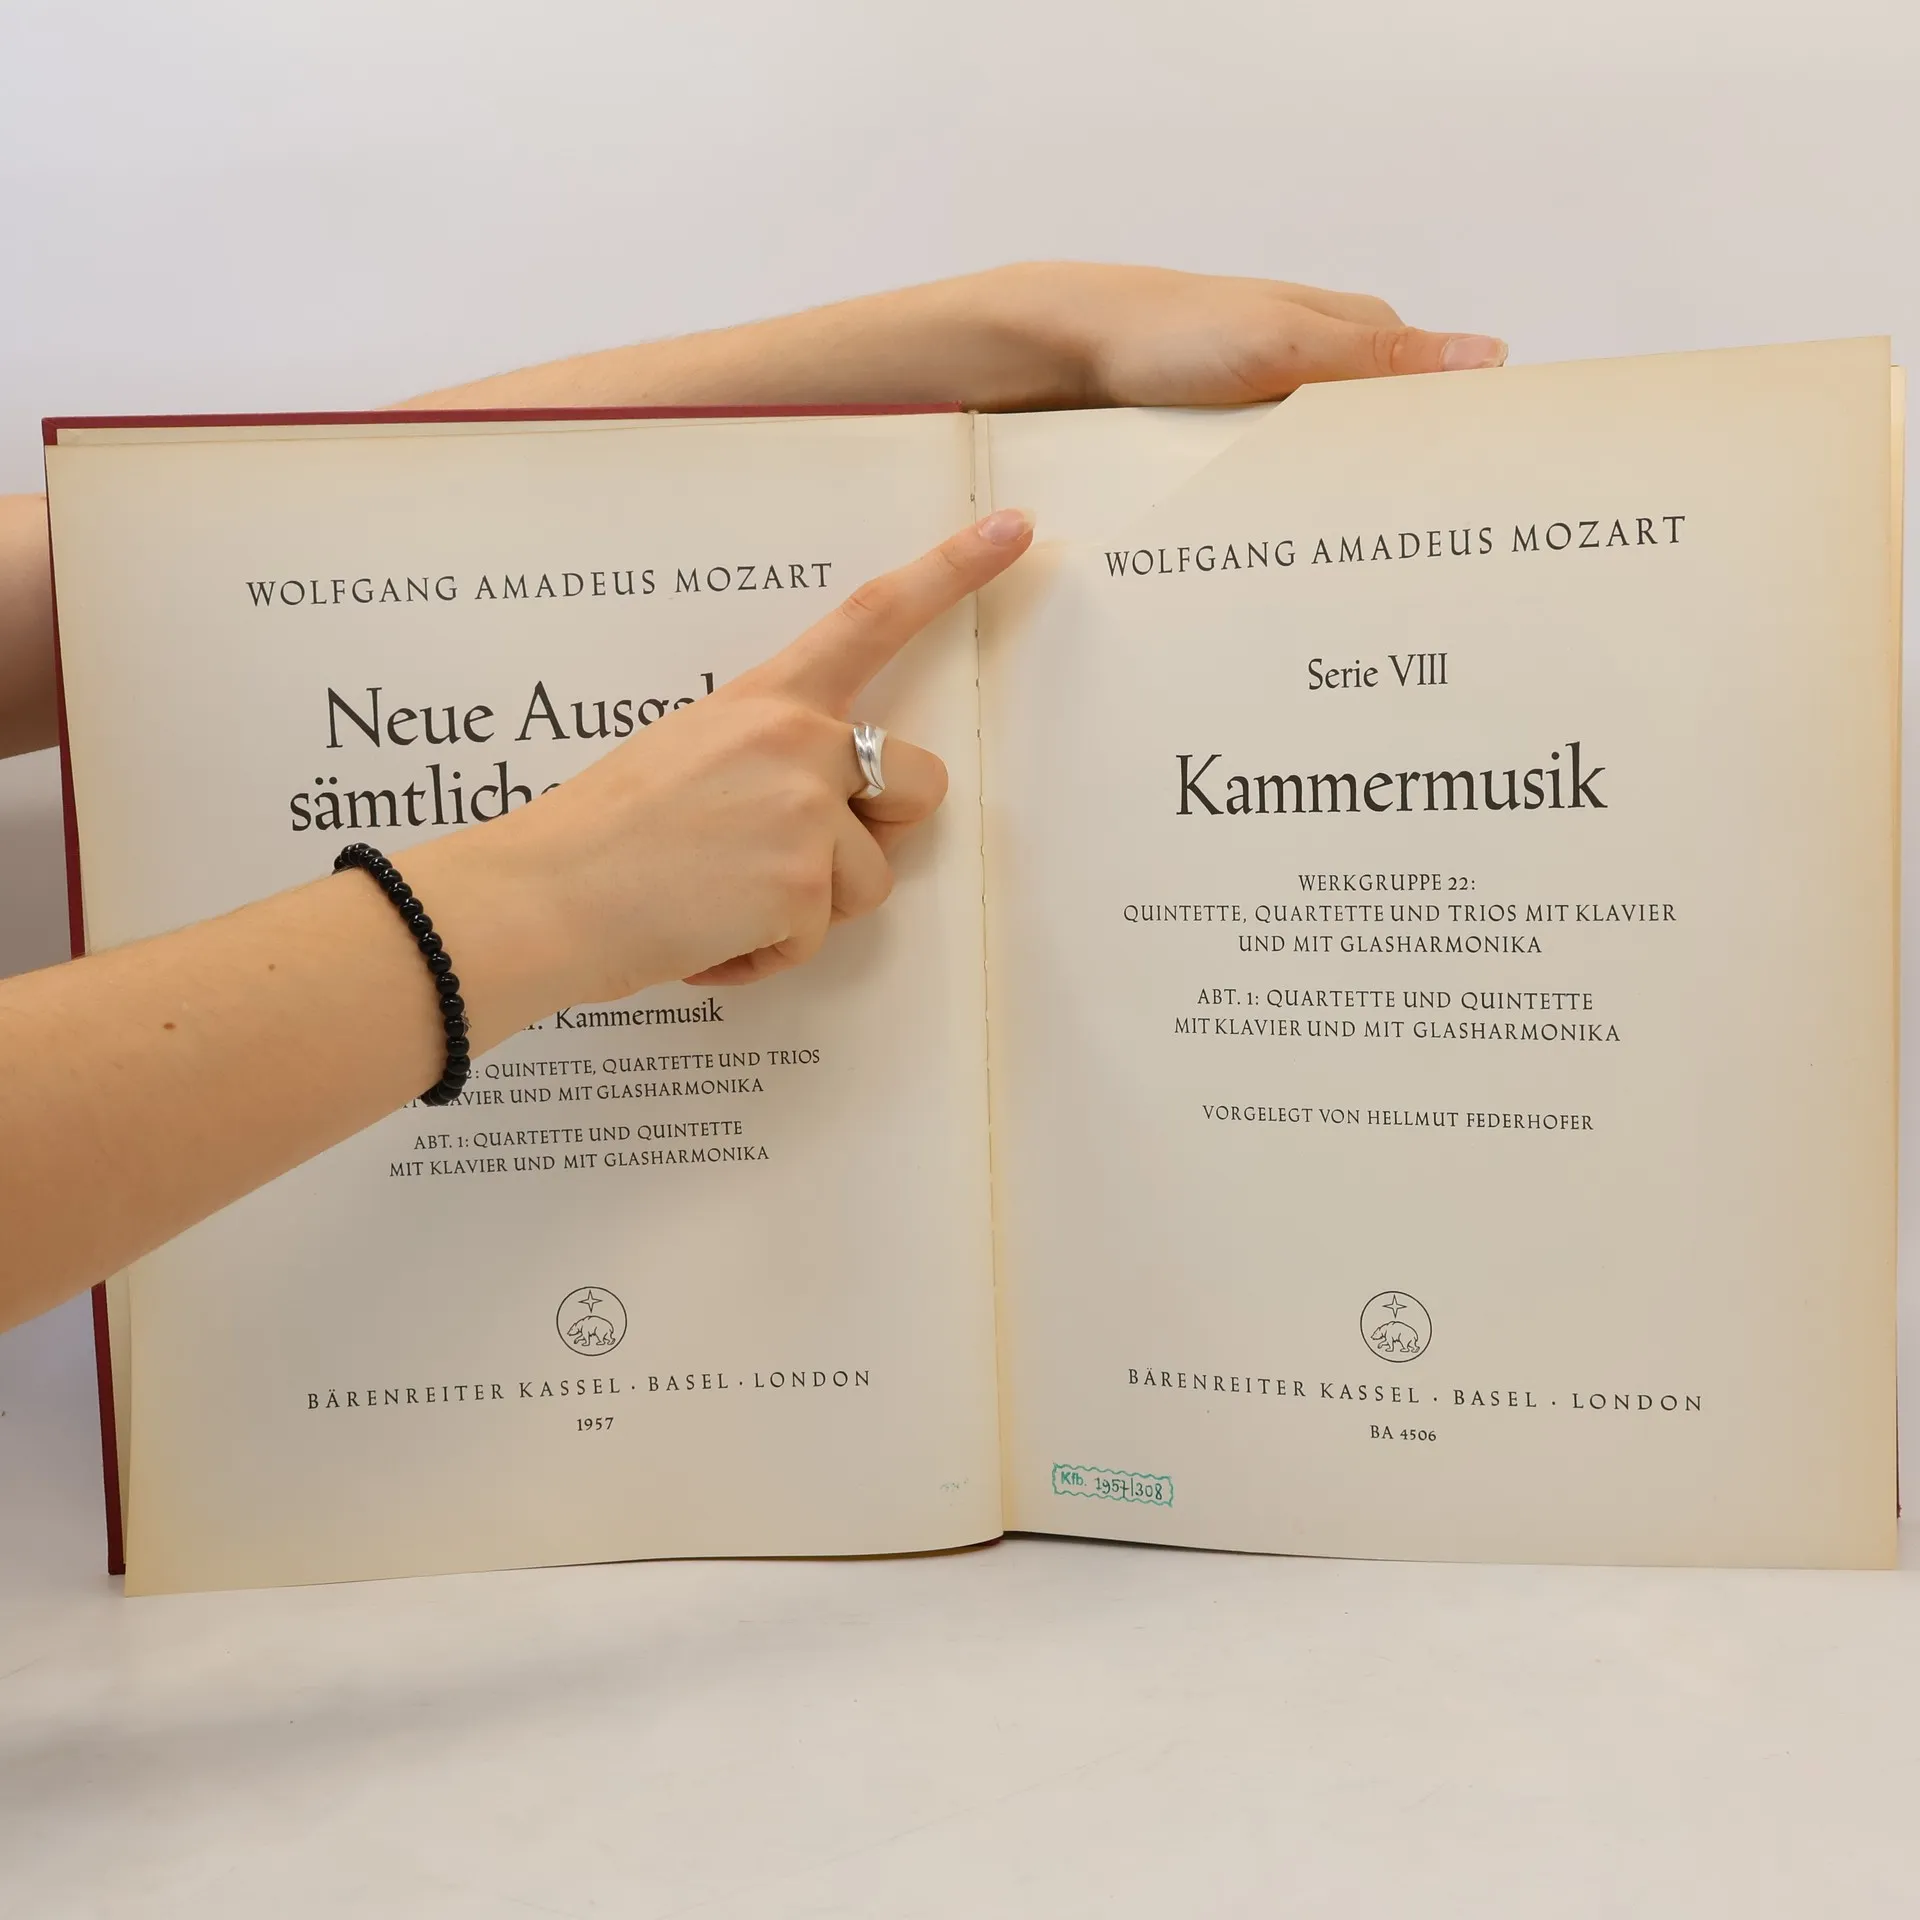 WOLFGANG AMADEUS MOZART
Neue
sämtliche
Kammermusik
QUINTETTE, QUARTETTE UND TRIOS
UND MIT GLASHARMONIKA
ABT. 1: QUARTETTE UND QUINTETTE
MIT KLAVIER UND MIT GLASHARMONIKA
BÄRENREITER KASSEL · BASEL · LONDON
1957
WOLFGANG AMADEUS MOZART
Serie VIII
Kammermusik
WERKGRUPPE 22:
QUINTETTE, QUARTETTE UND TRIOS MIT KLAVIER
UND MIT GLASHARMONIKA
ABT. 1: QUARTETTE UND QUINTETTE
MIT KLAVIER UND MIT GLASHARMONIKA
VORGELEGT VON HELLMUT FEDERHOFER
BÄRENREITER KASSEL · BASEL · LONDON
BA 4506
Kfb. 1957/308